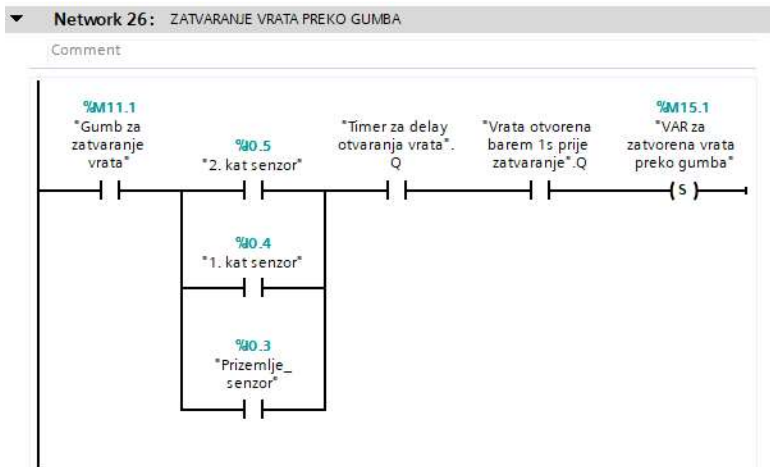 Network 26: ZATVARANJE VRATA PREKO GUMBA
Comment
%M11.1
"Gumb za
zatvaranje
vrata"
%I0.5
"2. kat senzor"
"Timer za delay
otvaranja vrata".
Q
"Vrata otvorena
barem 1s prije
zatvaranje".Q
%M15.1
"VAR za
zatvorena vrata
preko gumba"
S
%I0.4
"1. kat senzor"
%I0.3
"Prizemlje_
senzor"